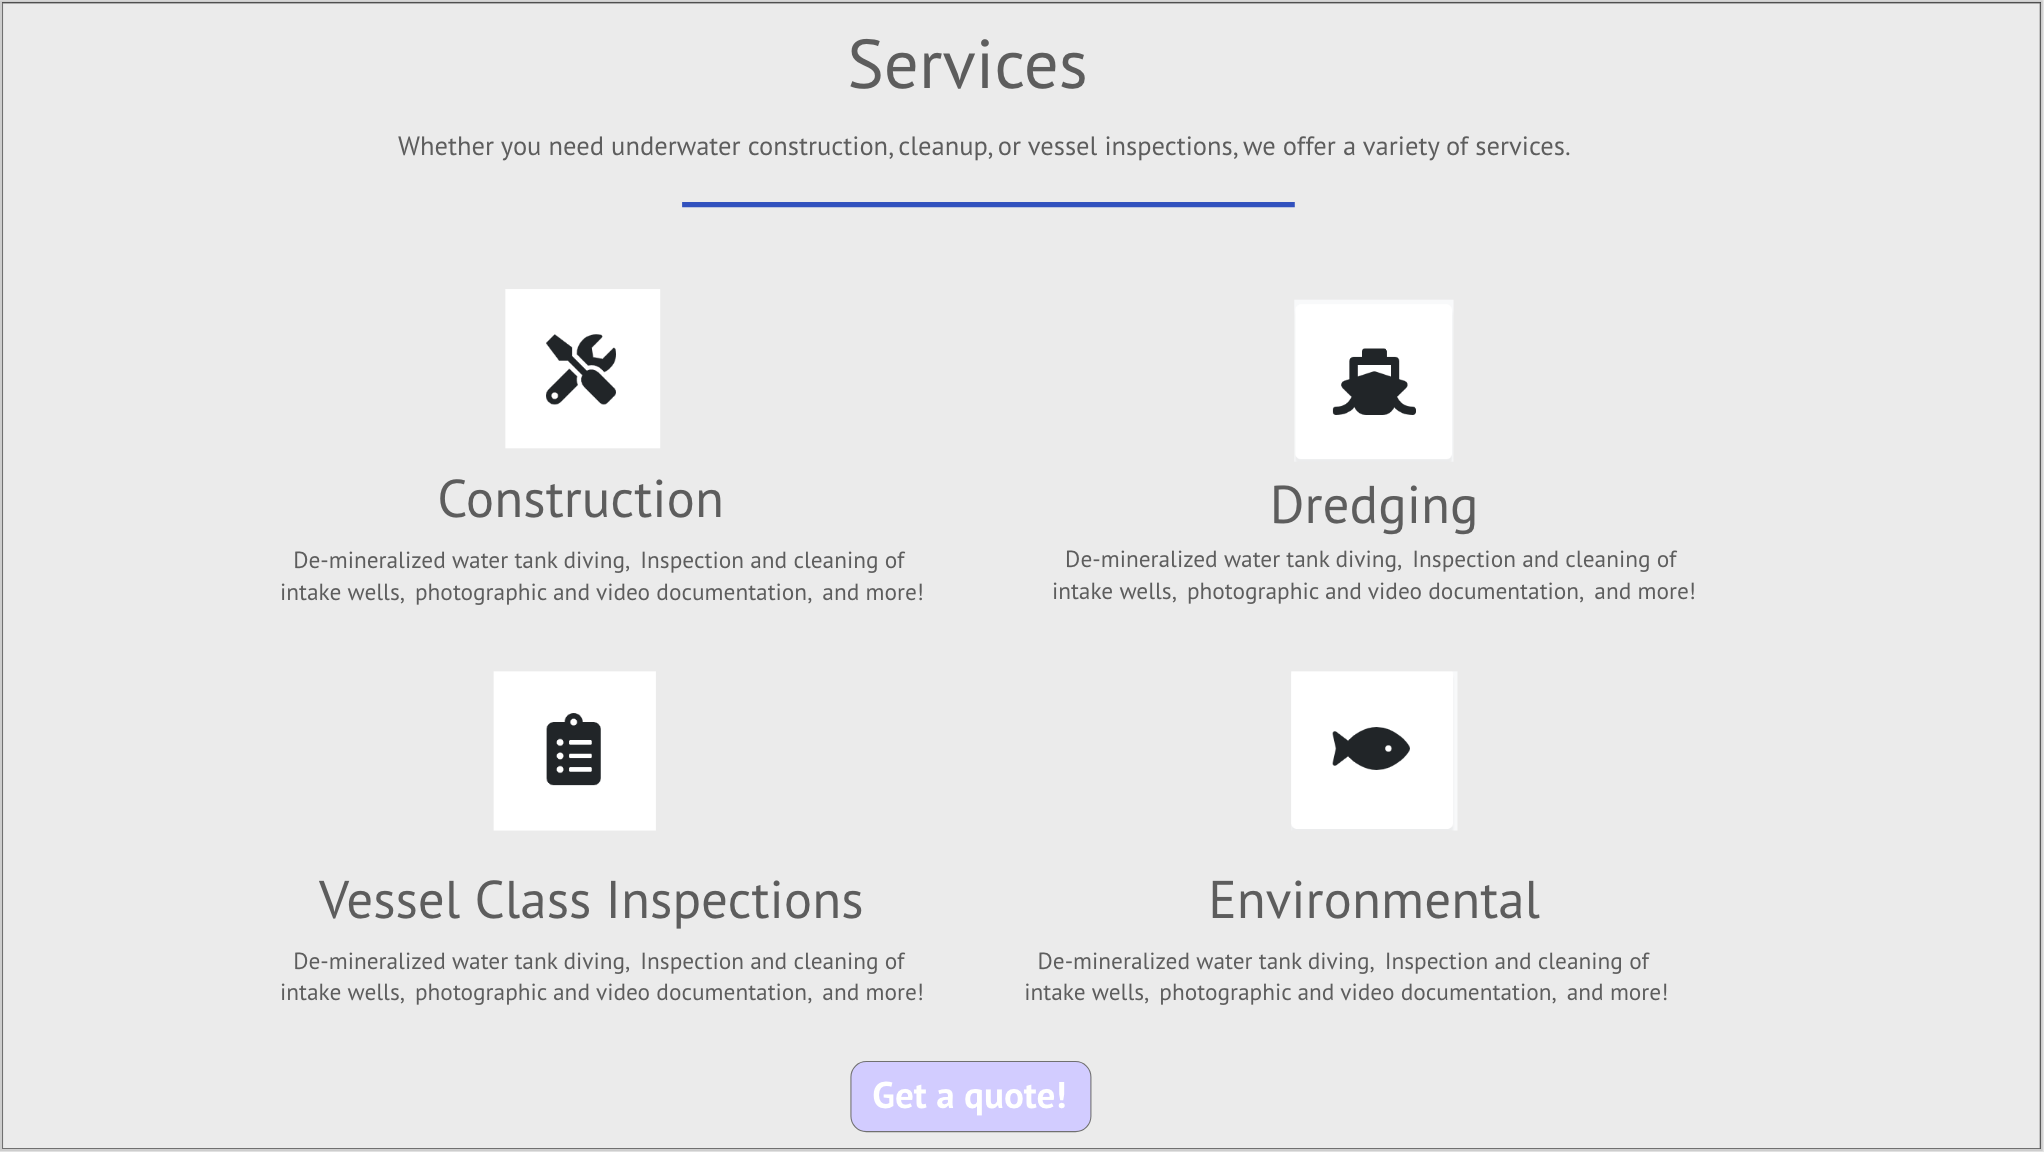 Services
Whether you need underwater construction, cleanup, or vessel inspections, we offer a variety of services.
Construction
De-mineralized water tank diving, Inspection and cleaning of
intake wells, photographic and video documentation, and more!
Dredging
De-mineralized water tank diving, Inspection and cleaning of
intake wells, photographic and video documentation, and more!
Vessel Class Inspections
De-mineralized water tank diving, Inspection and cleaning of
intake wells, photographic and video documentation, and more!
Environmental
De-mineralized water tank diving, Inspection and cleaning of
intake wells, photographic and video documentation, and more!
Get a quote!